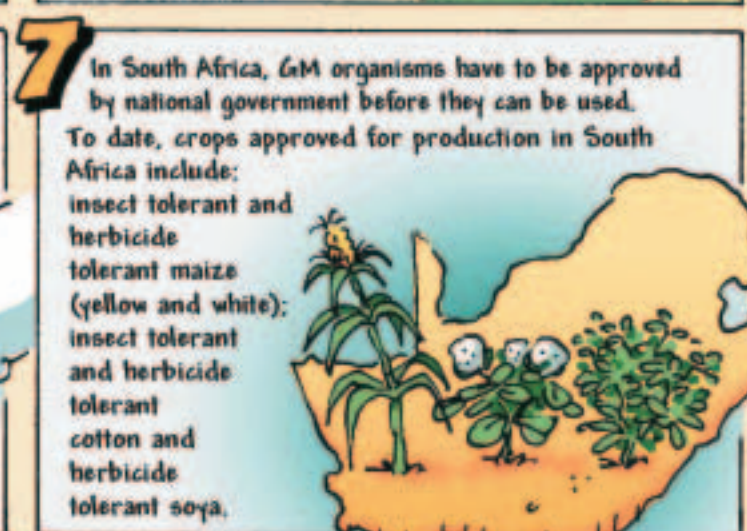 7
In South Africa, GM organisms have to be approved
by national government before they can be used.
To date, crops approved for production in South
Africa include:
insect tolerant and
herbicide
tolerant maize
(yellow and white);
insect tolerant
and herbicide
tolerant
cotton and
herbicide
tolerant soya.